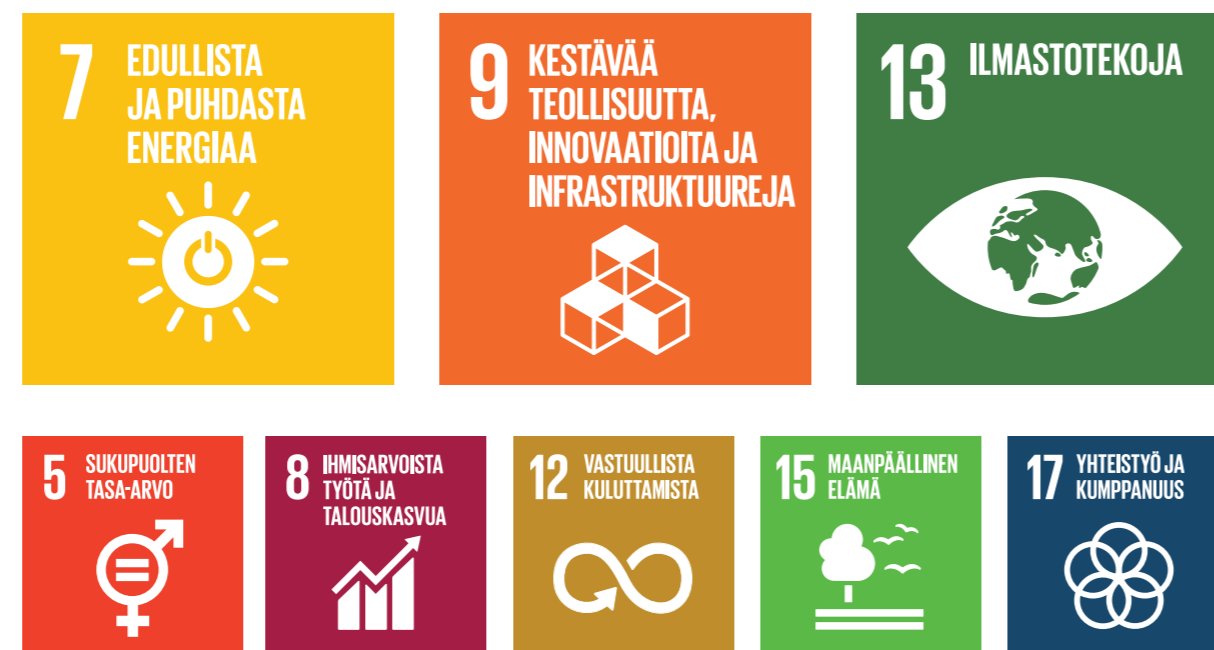 7
EDULLISTA
JA PUHDASTA
ENERGIAA
9
KESTÄVÄÄ
TEOLLISUUTTA,
INNOVAATIOITA JA
INFRASTRUKTUUREJA
13
ILMASTOTEKOJA
5
SUKUPUOLTEN
TASA-ARVO
8
IHMISARVOISTA
TYÖTÄ JA
TALOUSKASVUA
12
VASTUULLISTA
KULUTTAMISTA
15
MAANPÄÄLLINEN
ELÄMÄ
17
YHTEISTYÖ JA
KUMPPANUUS